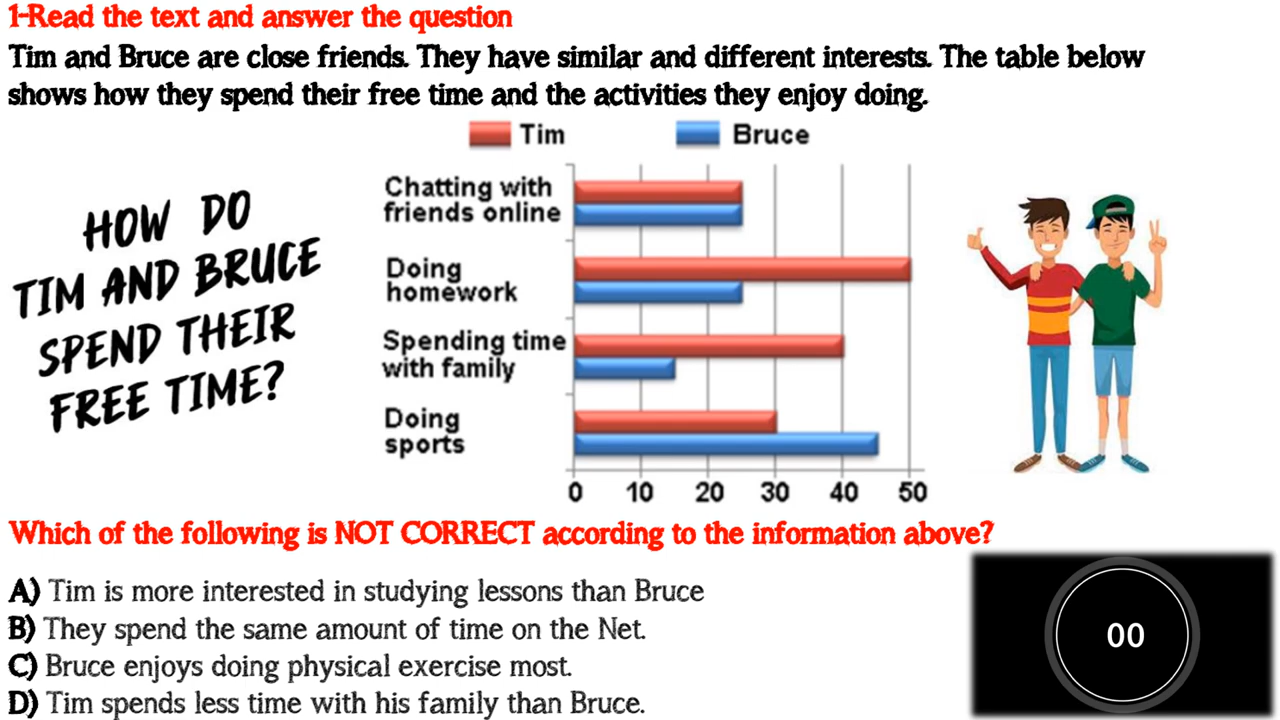 1-Read the text and answer the question
Tim and Bruce are close friends. They have similar and different interests. The table below
shows how they spend their free time and the activities they enjoy doing.
Tim
Bruce
HOW DO
TIM AND BRUCE
SPEND THEIR
FREE TIME?
Chatting with
friends online
Doing
homework
Spending time
with family
Doing
sports
0 10 20 30 40 50
Which of the following is NOT CORRECT according to the information above?
A) Tim is more interested in studying lessons than Bruce
B) They spend the same amount of time on the Net.
C) Bruce enjoys doing physical exercise most.
D) Tim spends less time with his family than Bruce.
00